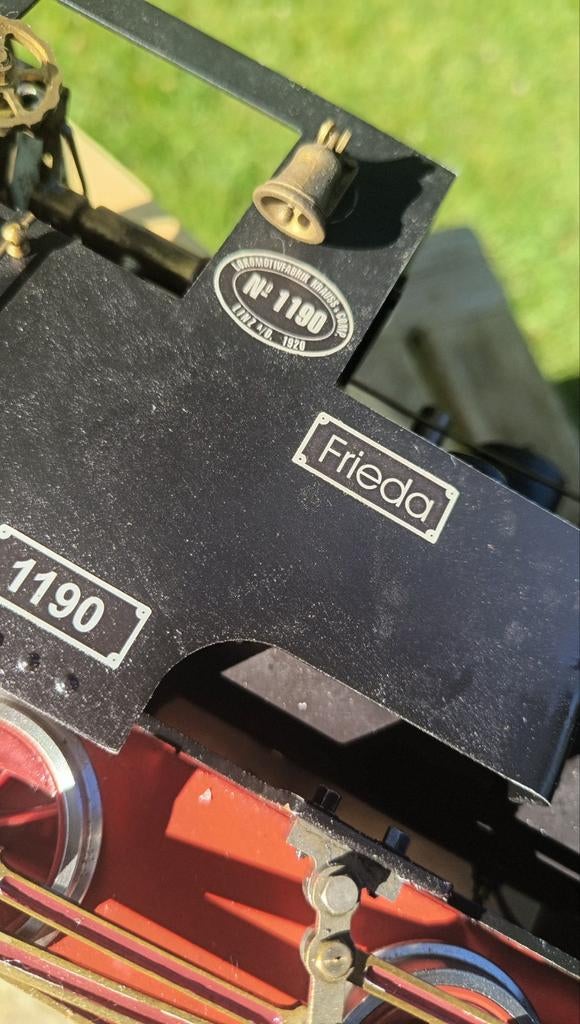 LOKOMOTIVFABRIK KRAUSS & COMP.
Nº 1190
LINZ a/D. 1920
Frieda
1190